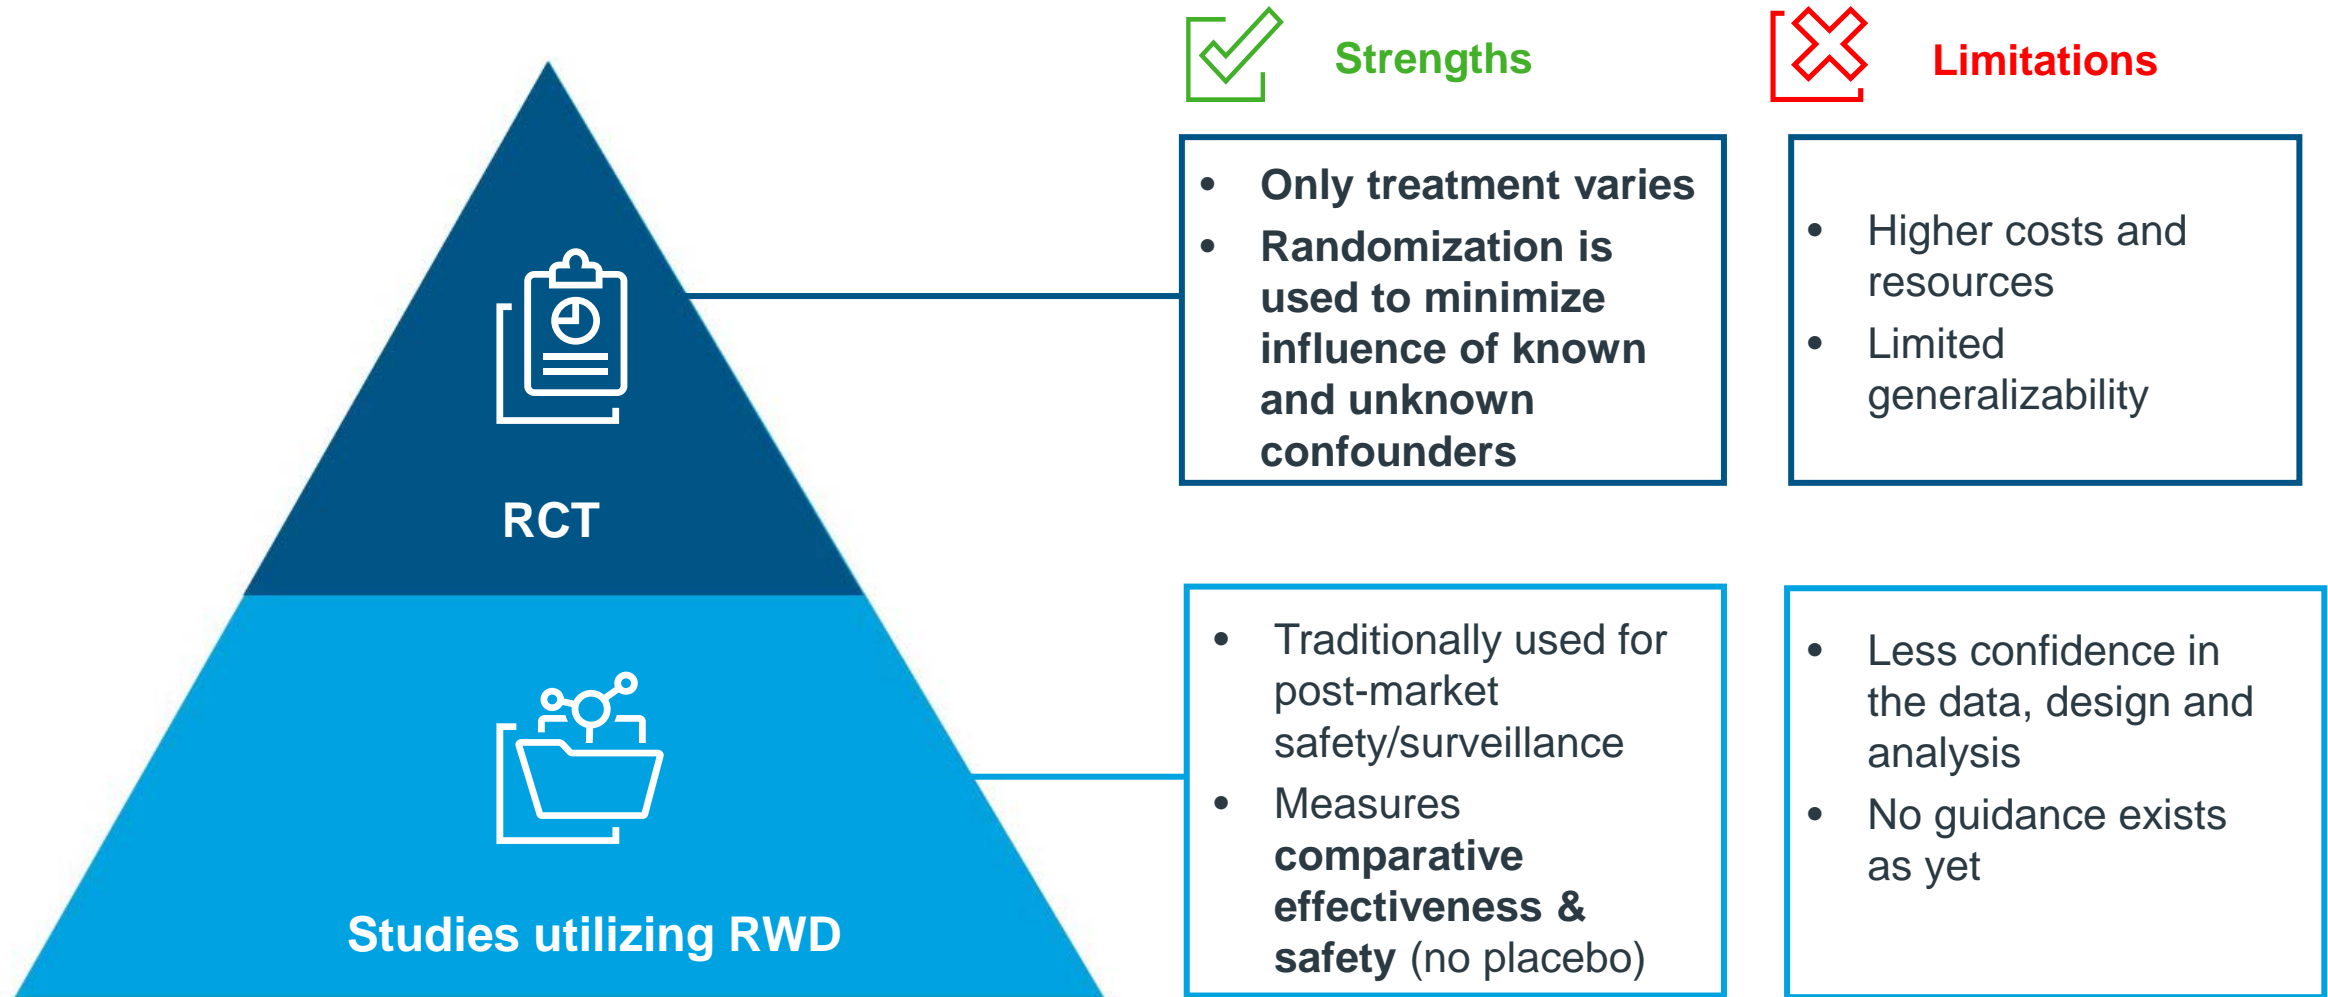 Strengths
Limitations
• Only treatment varies
• Randomization is
used to minimize
influence of known
and unknown
confounders
• Higher costs and
resources
• Limited
generalizability
RCT
• Traditionally used for
post-market
safety/surveillance
• Measures
comparative
effectiveness &
safety (no placebo)
• Less confidence in
the data, design and
analysis
• No guidance exists
as yet
Studies utilizing RWD